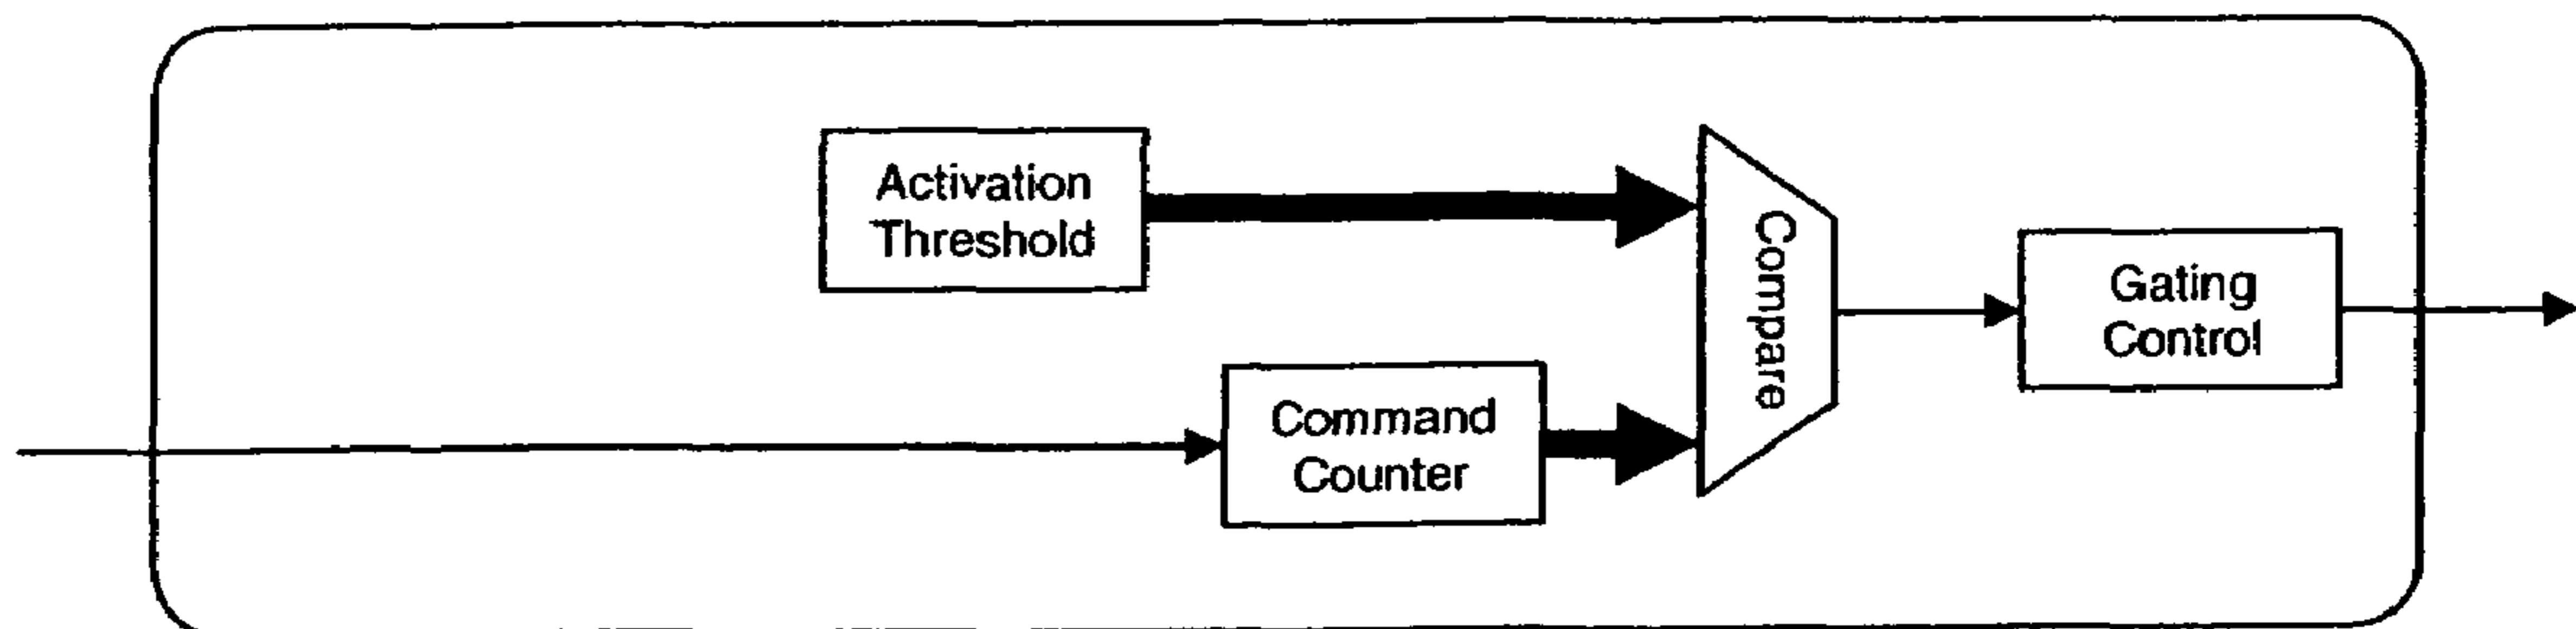 Activation
Threshold
Compare
Gating
Control
Command
Counter